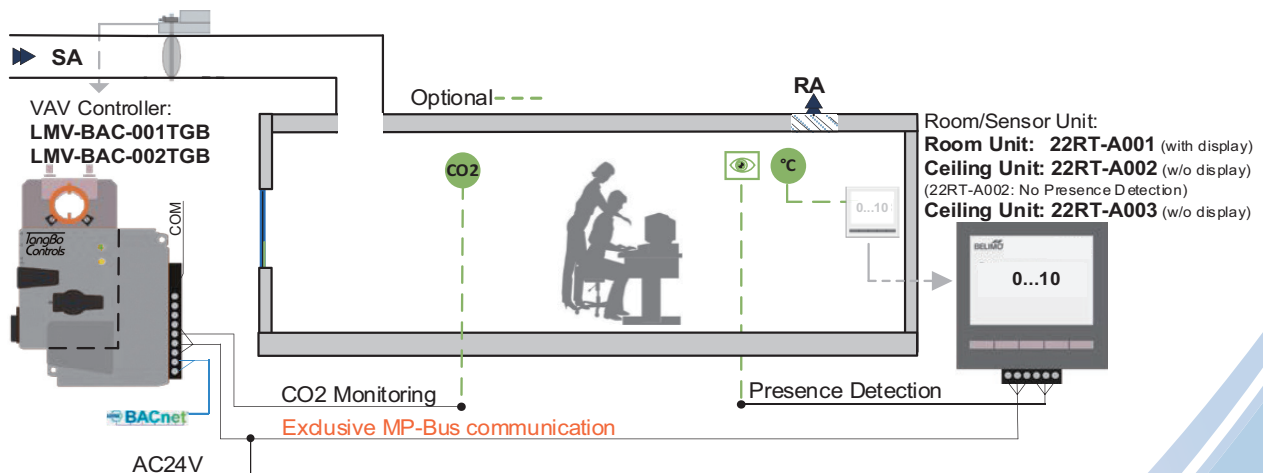 SA
VAV Controller:
LMV-BAC-001TGB
LMV-BAC-002TGB
COM
TongBo
Controls
BACnet
AC24V
Optional
RA
CO2
°C
0...10
Room/Sensor Unit:
Room Unit: 22RT-A001 (with display)
Ceiling Unit: 22RT-A002 (w/o display)
(22RT-A002: No Presence Detection)
Ceiling Unit: 22RT-A003 (w/o display)
BELIMO
0...10
CO2 Monitoring
Presence Detection
Exclusive MP-Bus communication